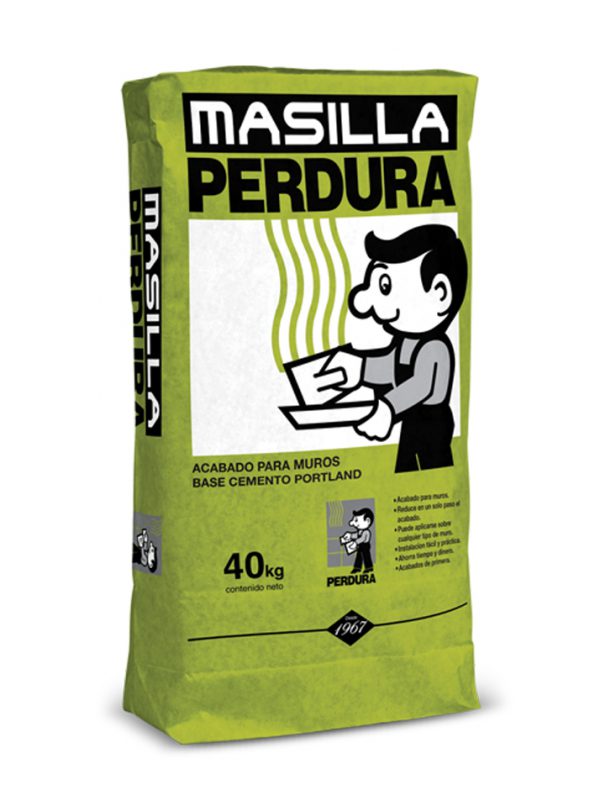 MASILLA
PERDURA
ACABADO PARA MUROS
BASE CEMENTO PORTLAND
40kg
contenido neto
PERDURA
• Acabado para muros.
• Reduce en un solo paso el
acabado.
• Puede aplicarse sobre
cualquier tipo de muro.
• Instalación fácil y práctica.
• Ahorra tiempo y dinero.
• Acabados de primera.
Desde
1967
MASILLA
PERDURA